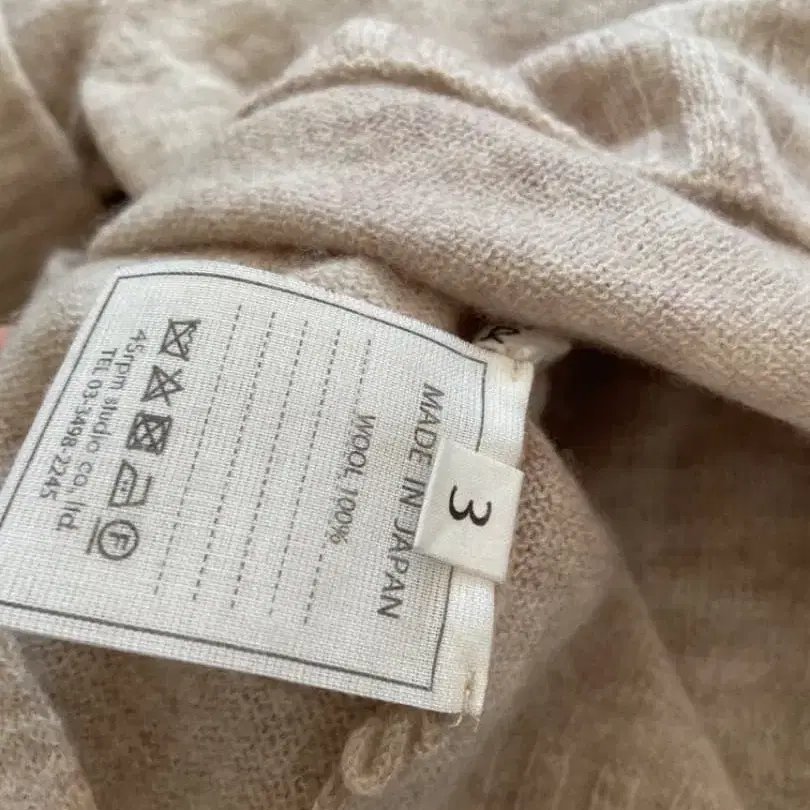 3
MADE IN JAPAN
WOOL 100%
F
45rpm studio co.,ltd.
TEL 03-3498-2245